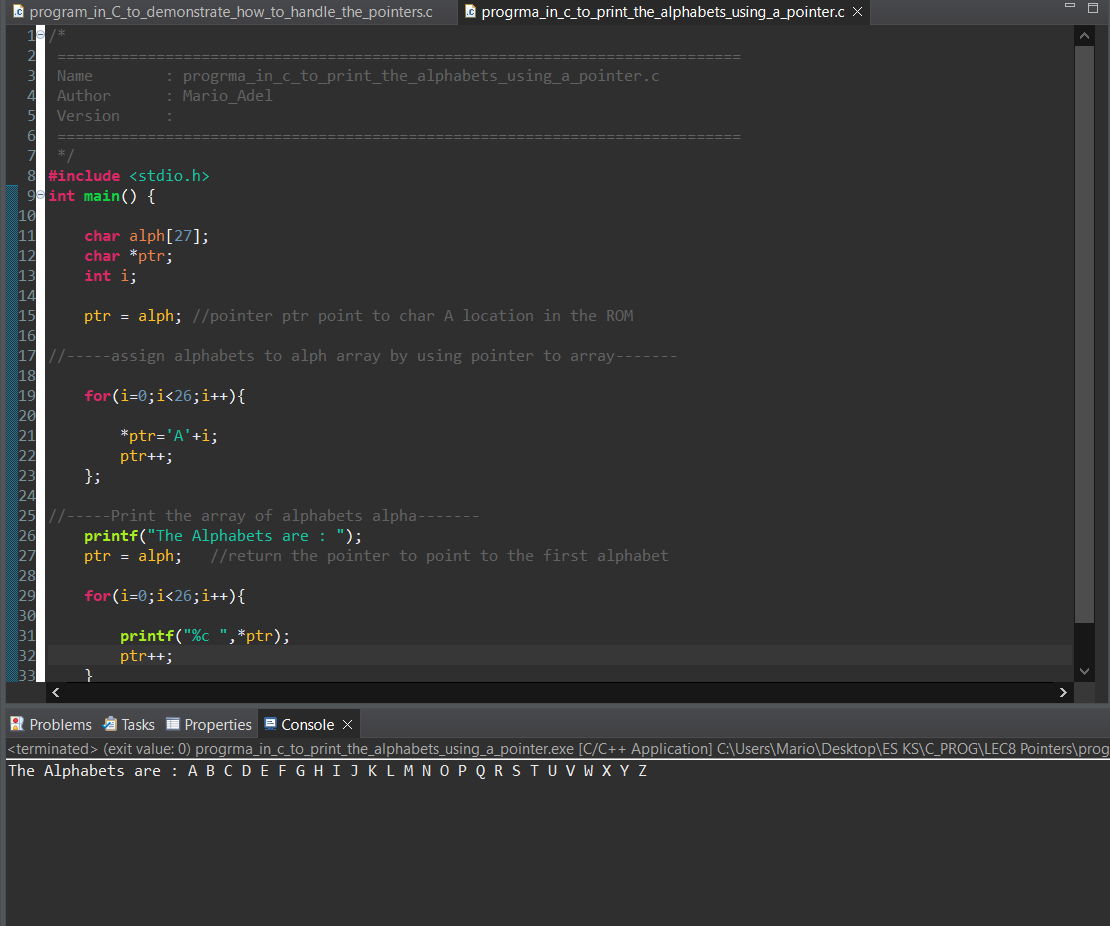 program_in_C_to_demonstrate_how_to_handle_the_pointers.c
progrma_in_c_to_print_the_alphabets_using_a_pointer.c
1 /*
2 ============================================================================
3 Name        : progrma_in_c_to_print_the_alphabets_using_a_pointer.c
4 Author      : Mario_Adel
5 Version     :
6 ============================================================================
7 */
8 #include <stdio.h>
9 int main() {
10
11     char alph[27];
12     char *ptr;
13     int i;
14
15     ptr = alph; //pointer ptr point to char A location in the ROM
16
17 //-----assign alphabets to alph array by using pointer to array-------
18
19     for(i=0;i<26;i++){
20
21         *ptr='A'+i;
22         ptr++;
23     };
24
25 //-----Print the array of alphabets alpha-------
26     printf("The Alphabets are : ");
27     ptr = alph;   //return the pointer to point to the first alphabet
28
29     for(i=0;i<26;i++){
30
31         printf("%c ",*ptr);
32         ptr++;
33     }
Problems Tasks Properties Console
<terminated> (exit value: 0) progrma_in_c_to_print_the_alphabets_using_a_pointer.exe [C/C++ Application] C:\Users\Mario\Desktop\ES KS\C_PROG\LEC8 Pointers\prog
The Alphabets are : A B C D E F G H I J K L M N O P Q R S T U V W X Y Z